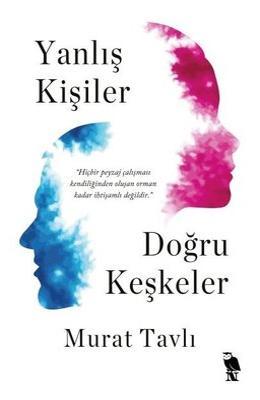 Yanlış
Kişiler
"Hiçbir peyzaj çalışması
kendiliğinden oluşan orman
kadar ihtişamlı değildir."
Doğru
Keşkeler
Murat Tavlı
N